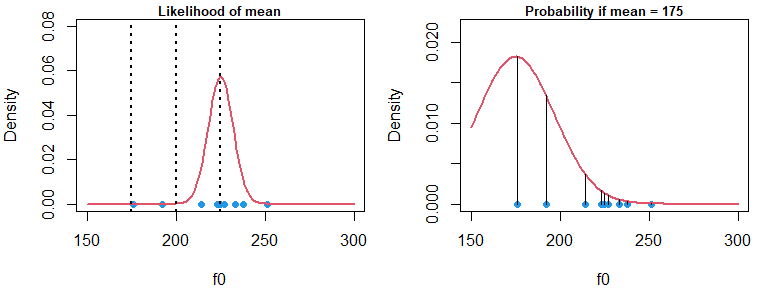 Likelihood of mean
Density
0.00 0.02 0.04 0.06 0.08
150 200 250 300
f0
Probability if mean = 175
Density
0.000 0.010 0.020
150 200 250 300
f0